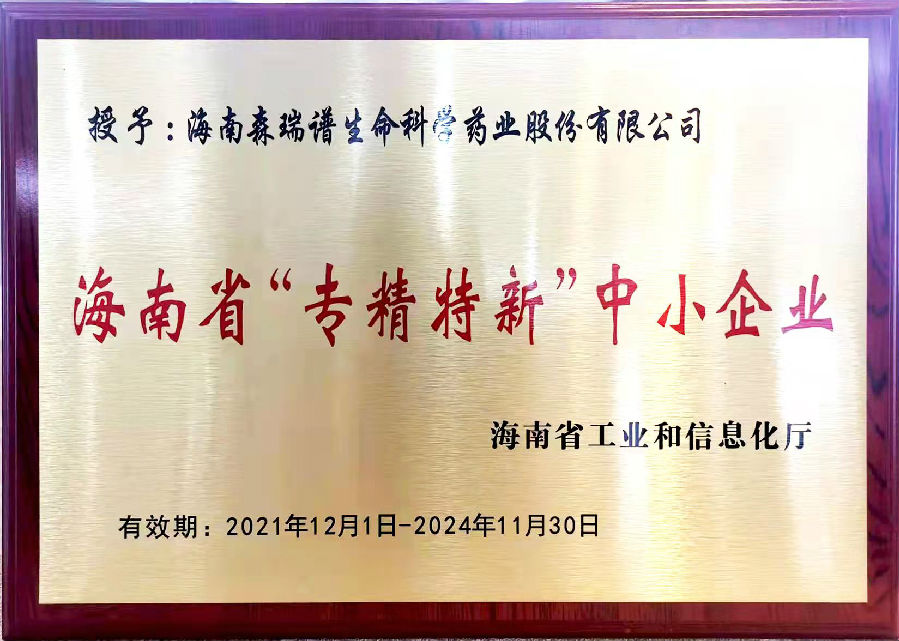 授予：海南森瑞谱生命科学药业股份有限公司
海南省“专精特新”中小企业
海南省工业和信息化厅
有效期：2021年12月1日-2024年11月30日